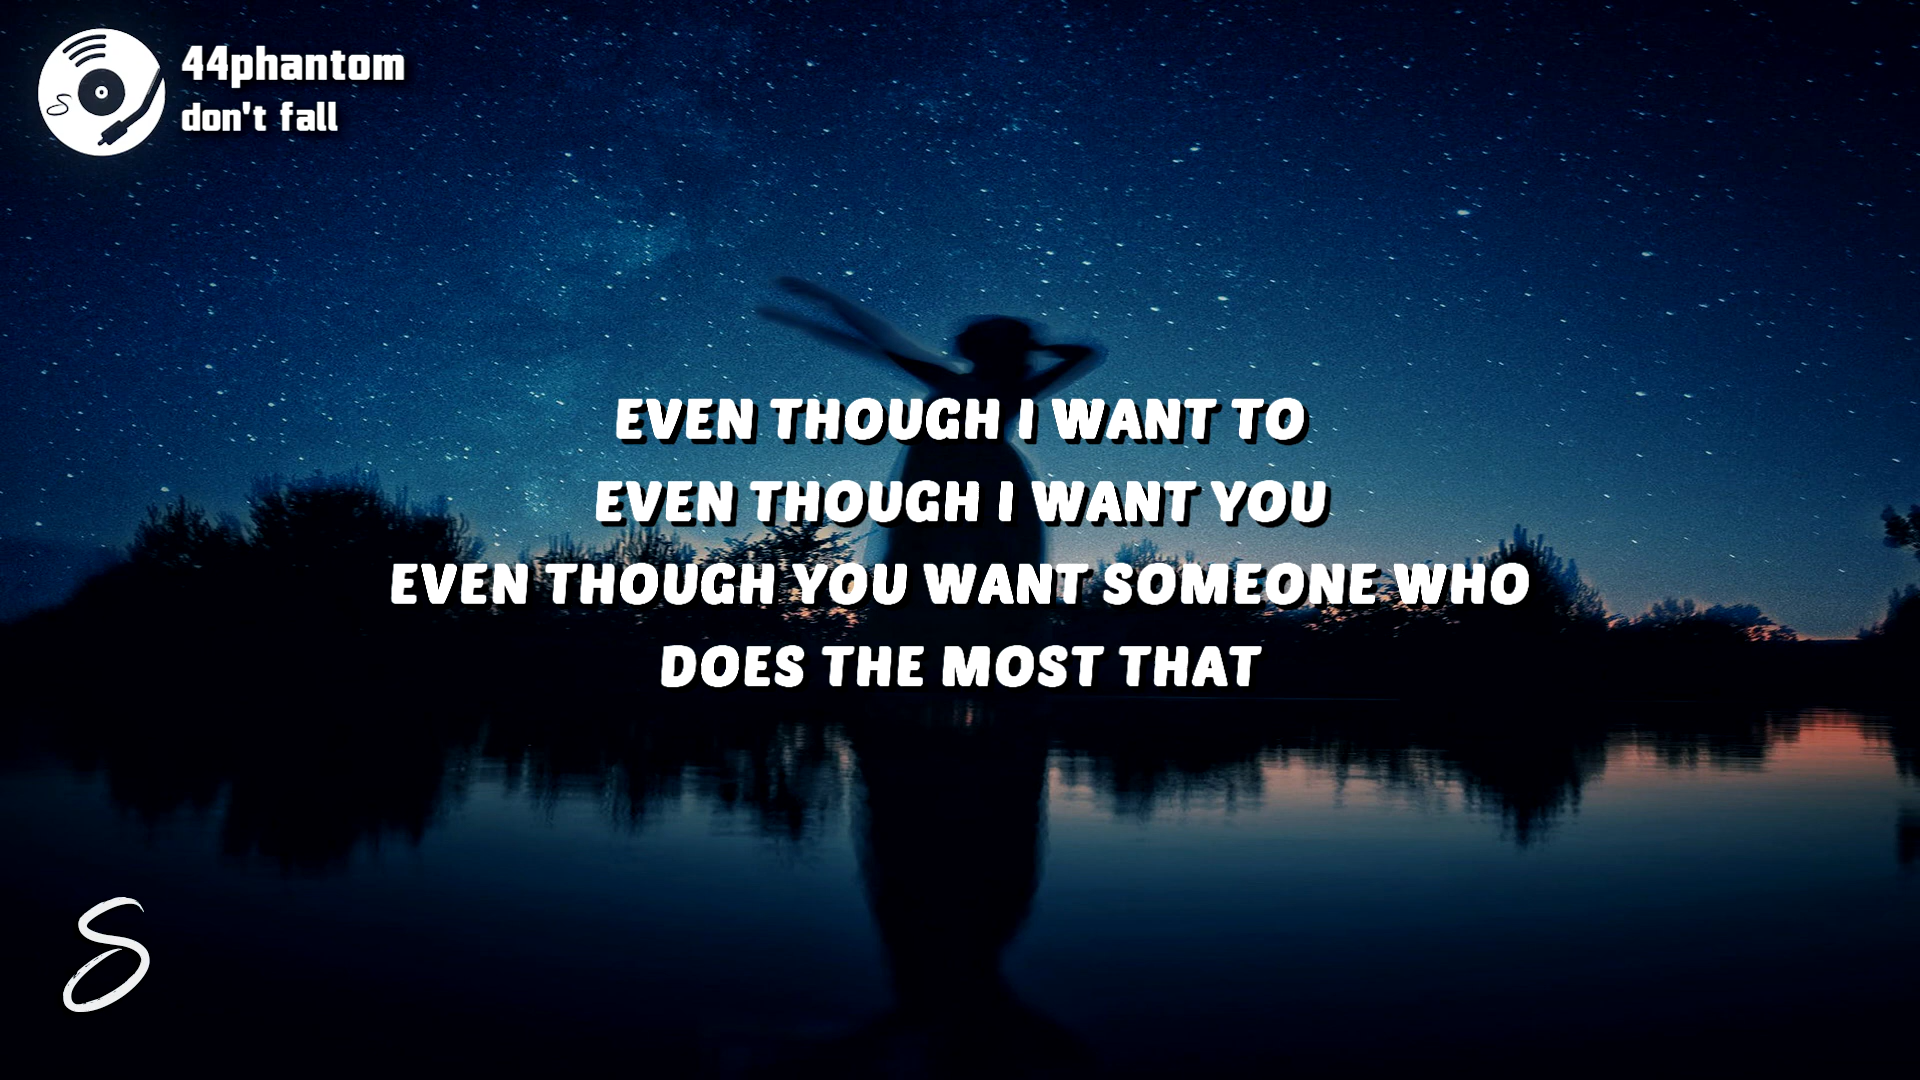 44phantom
don't fall
EVEN THOUGH I WANT TO
EVEN THOUGH I WANT YOU
EVEN THOUGH YOU WANT SOMEONE WHO
DOES THE MOST THAT
S